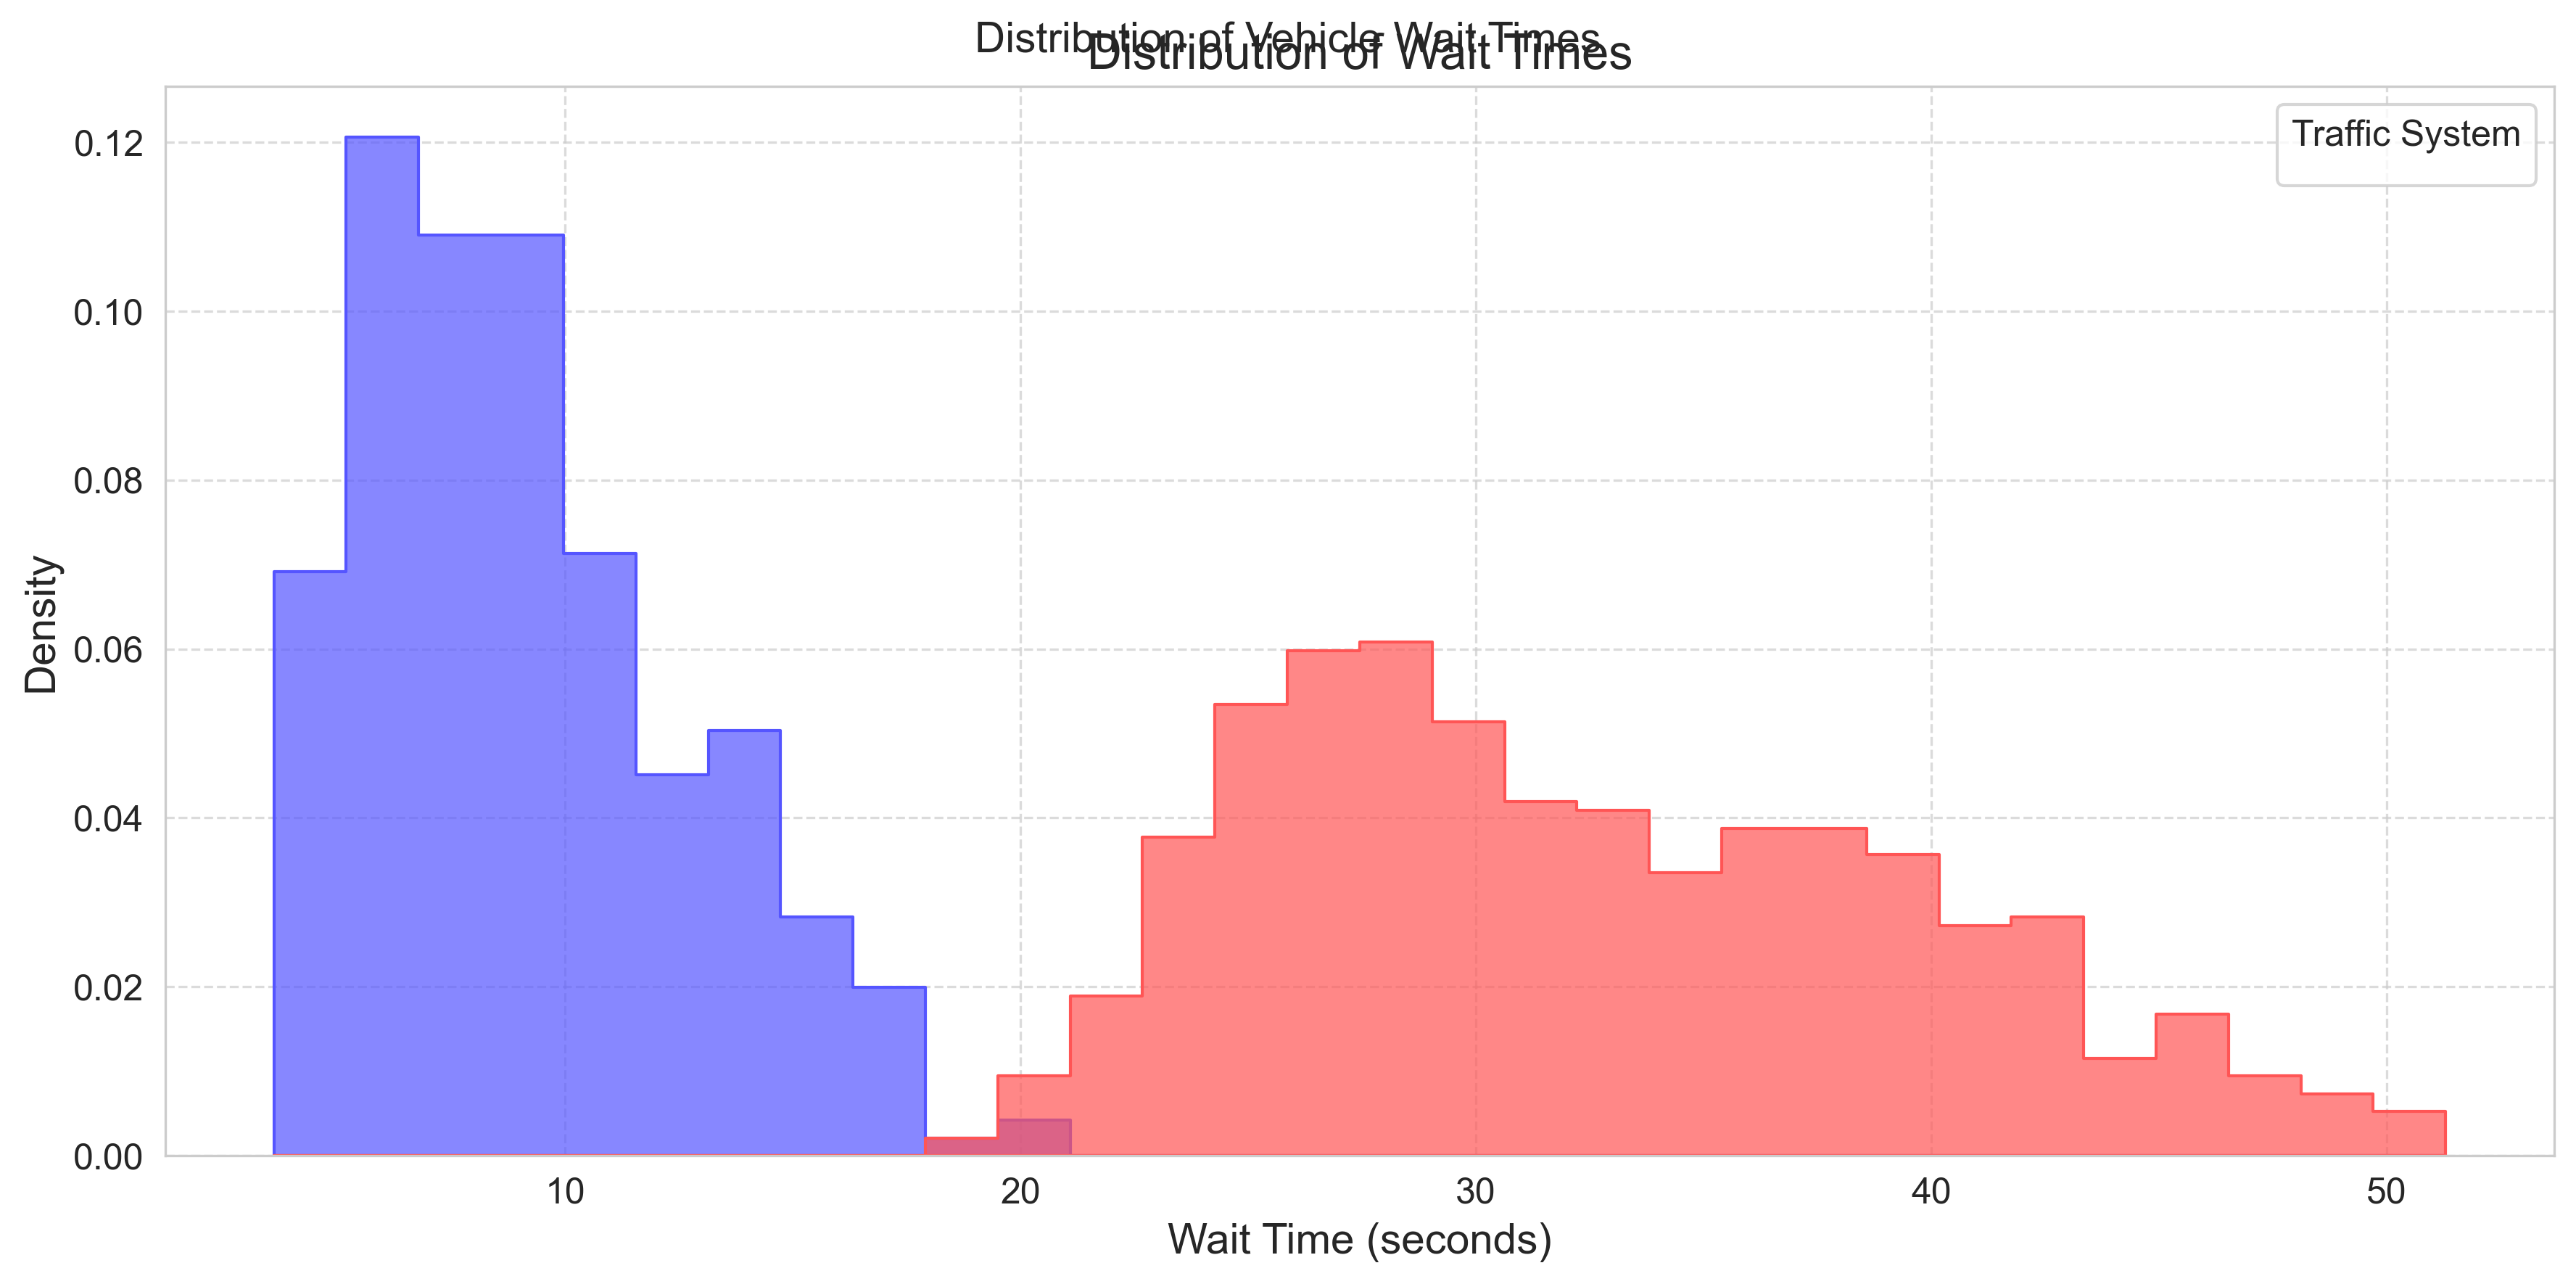 Distribution of Vehicle Wait Times
Distribution of Wait Times
Traffic System
0.12
0.10
0.08
0.06
0.04
0.02
0.00
Density
10 20 30 40 50
Wait Time (seconds)